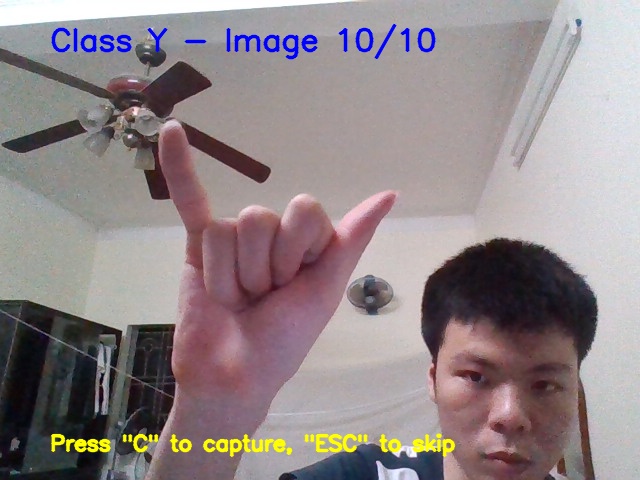 Class Y - Image 10/10
Press "C" to capture, "ESC" to skip